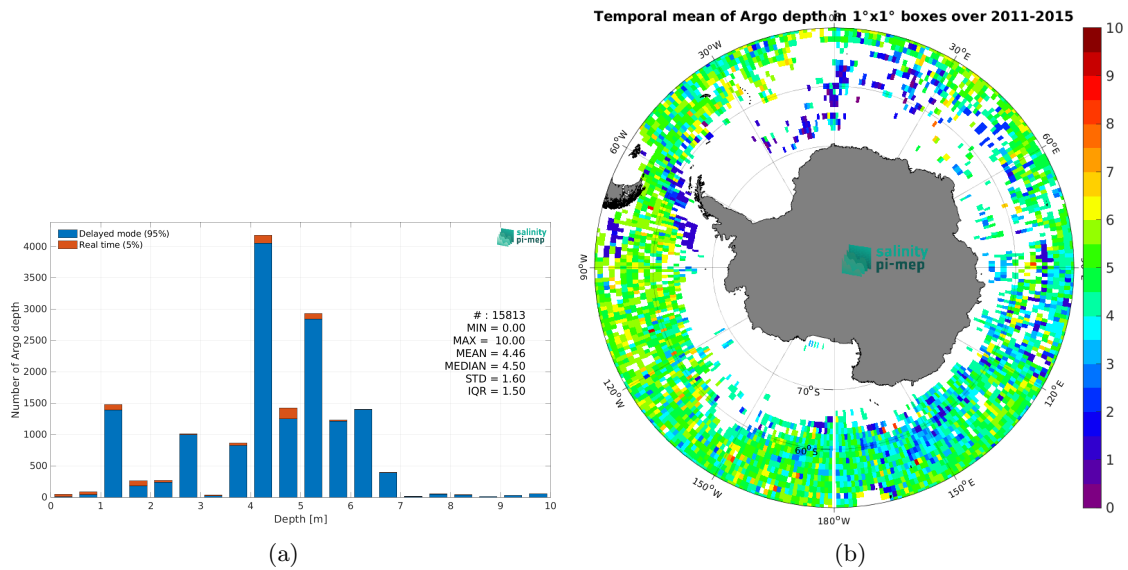 Temporal mean of Argo depth in 1°x1° boxes over 2011-2015
Delayed mode (95%)
Real time (5%)
salinity
pi-mep
# : 15813
MIN = 0.00
MAX = 10.00
MEAN = 4.46
MEDIAN = 4.50
STD = 1.60
IQR = 1.50
Number of Argo depth
4000
3500
3000
2500
2000
1500
1000
500
0
0 1 2 3 4 5 6 7 8 9 10
Depth [m]
(a)
30°W
30°E
60°W
60°E
90°W
120°W
120°E
150°W
150°E
180°W
70°S
60°S
salinity
pi-mep
10
9
8
7
6
5
4
3
2
1
0
(b)